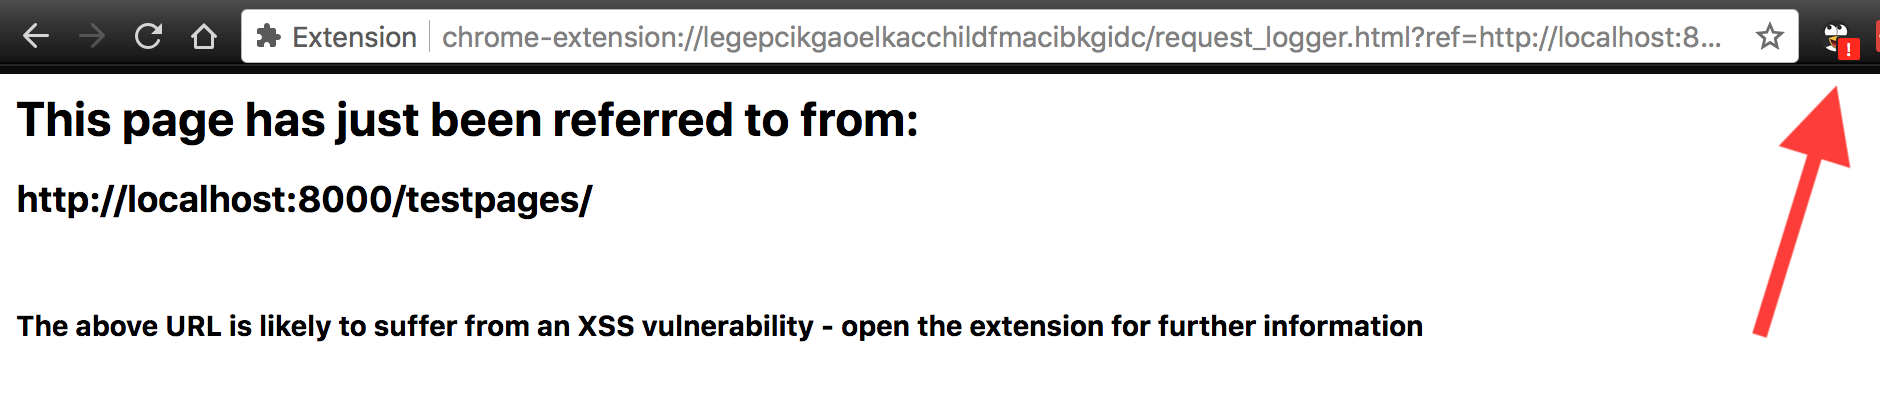 Extension chrome-extension://legepcikgaoelkacchildfmacibkgidc/request_logger.html?ref=http://localhost:8...
!
This page has just been referred to from:
http://localhost:8000/testpages/
The above URL is likely to suffer from an XSS vulnerability - open the extension for further information